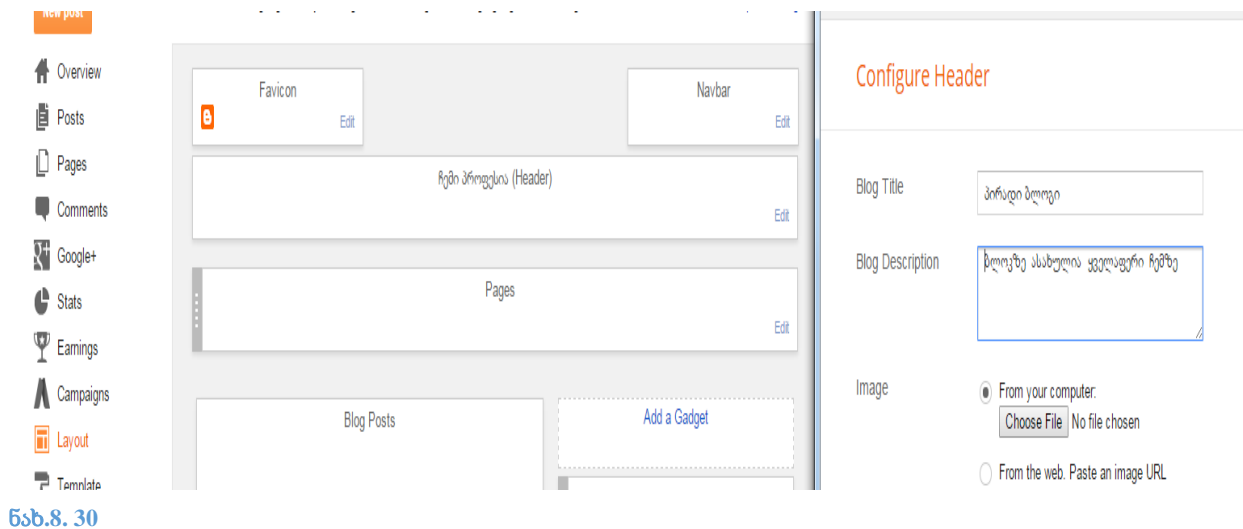 New post
Overview
Posts
Pages
Comments
Google+
Stats
Earnings
Campaigns
Layout
Template
Favicon
Edit
Navbar
Edit
ჩემი პროფესია (Header)
Edit
Pages
Edit
Blog Posts
Add a Gadget
Configure Header
Blog Title
პირადი ბლოგი
Blog Description
ბლოკზე ასახულია ყველაფერი ჩემზე
Image
From your computer:
Choose File No file chosen
From the web. Paste an image URL
ნახ.8. 30